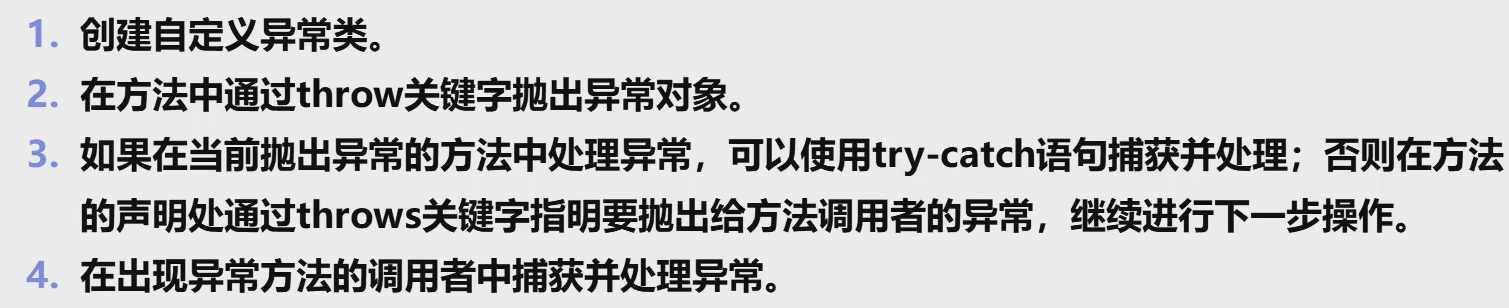 1. 创建自定义异常类。
2. 在方法中通过throw关键字抛出异常对象。
3. 如果在当前抛出异常的方法中处理异常，可以使用try-catch语句捕获并处理；否则在方法
的声明处通过throws关键字指明要抛出给方法调用者的异常，继续进行下一步操作。
4. 在出现异常方法的调用者中捕获并处理异常。